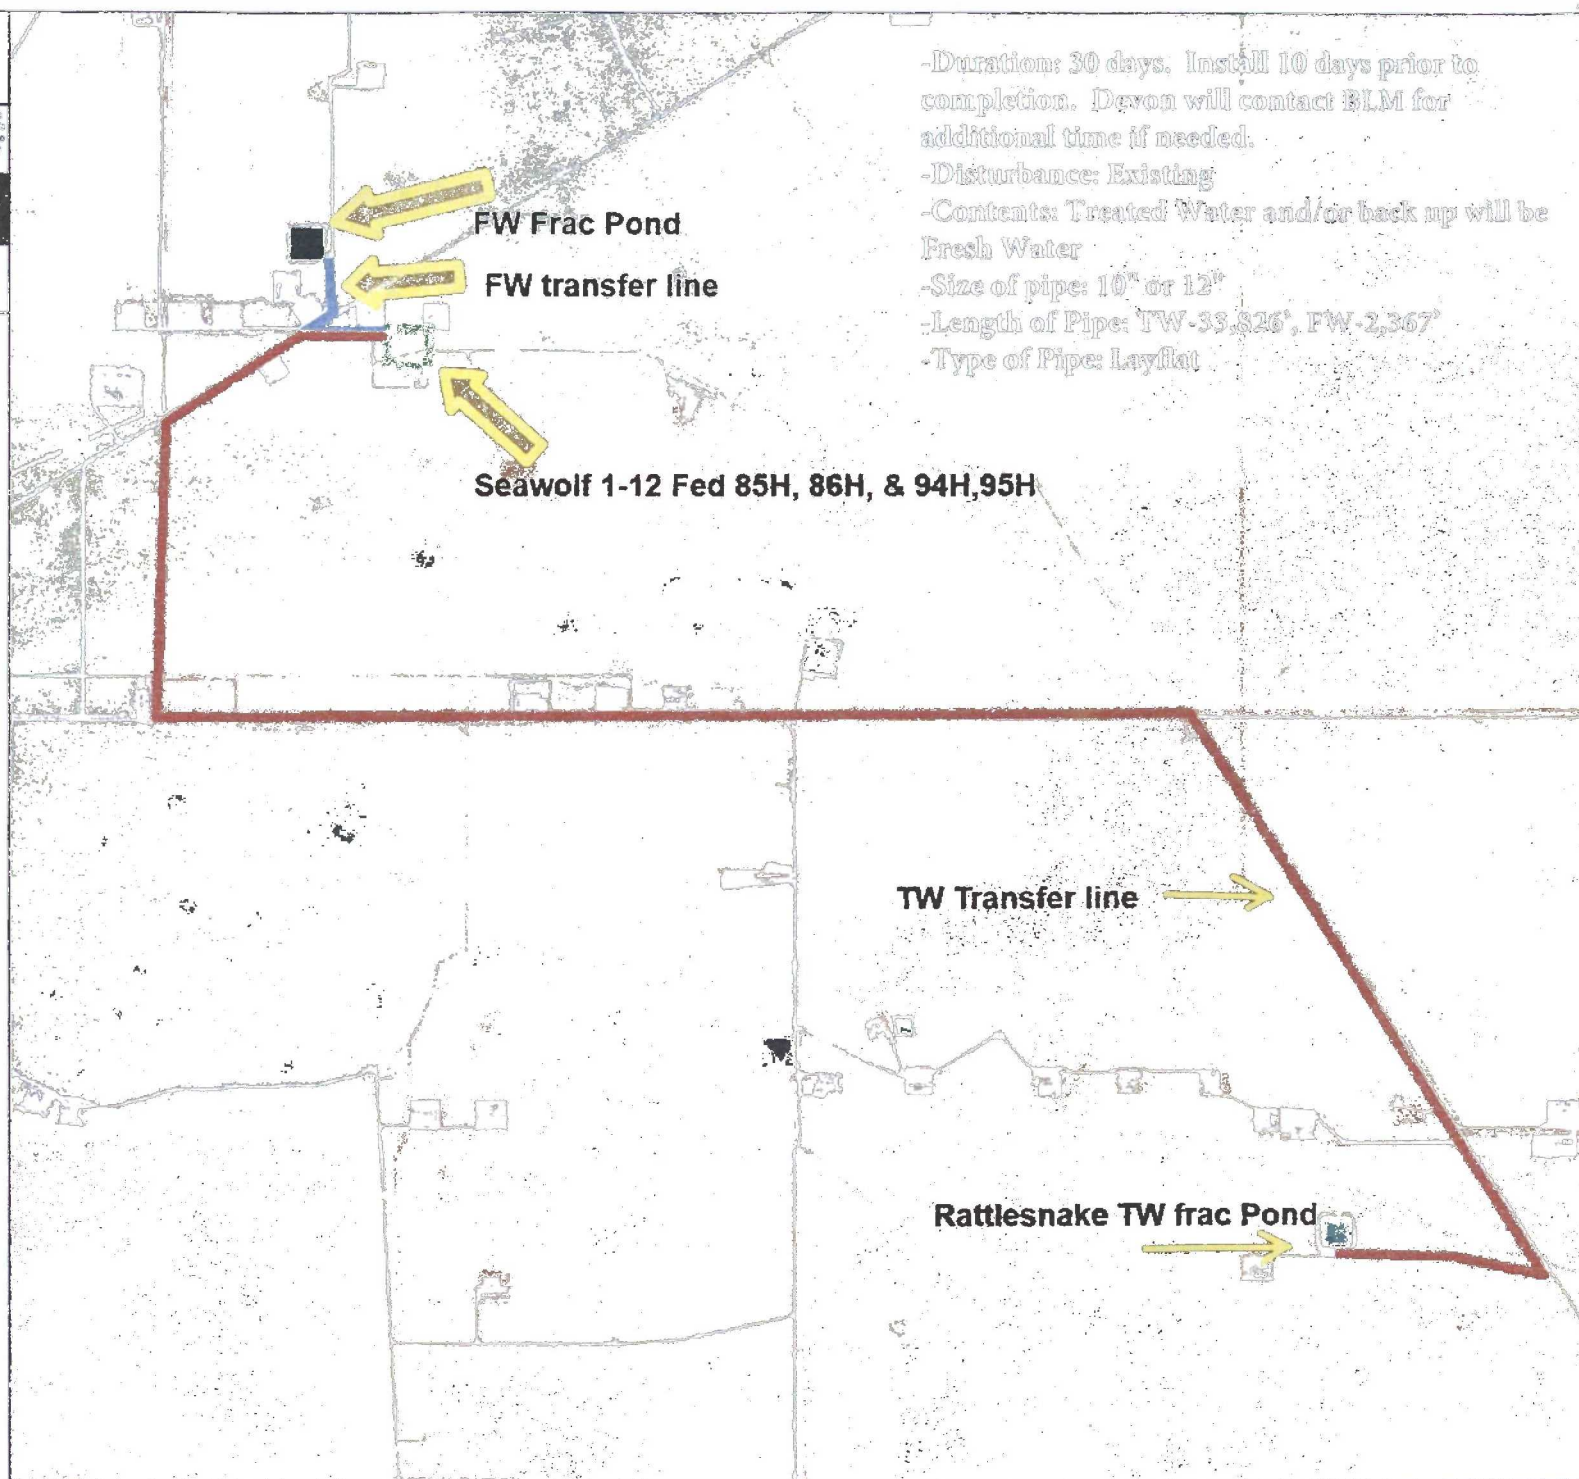 -Duration: 30 days.  Install 10 days prior to
completion.  Devon will contact BLM for
additional time if needed.
-Disturbance: Existing
-Contents: Treated Water and/or back up will be
Fresh Water
-Size of pipe: 10" or 12"
-Length of Pipe: TW-33,826', FW-2,367'
-Type of Pipe: Layflat
FW Frac Pond
FW transfer line
Seawolf 1-12 Fed 85H, 86H, & 94H,95H
TW Transfer line
Rattlesnake TW frac Pond